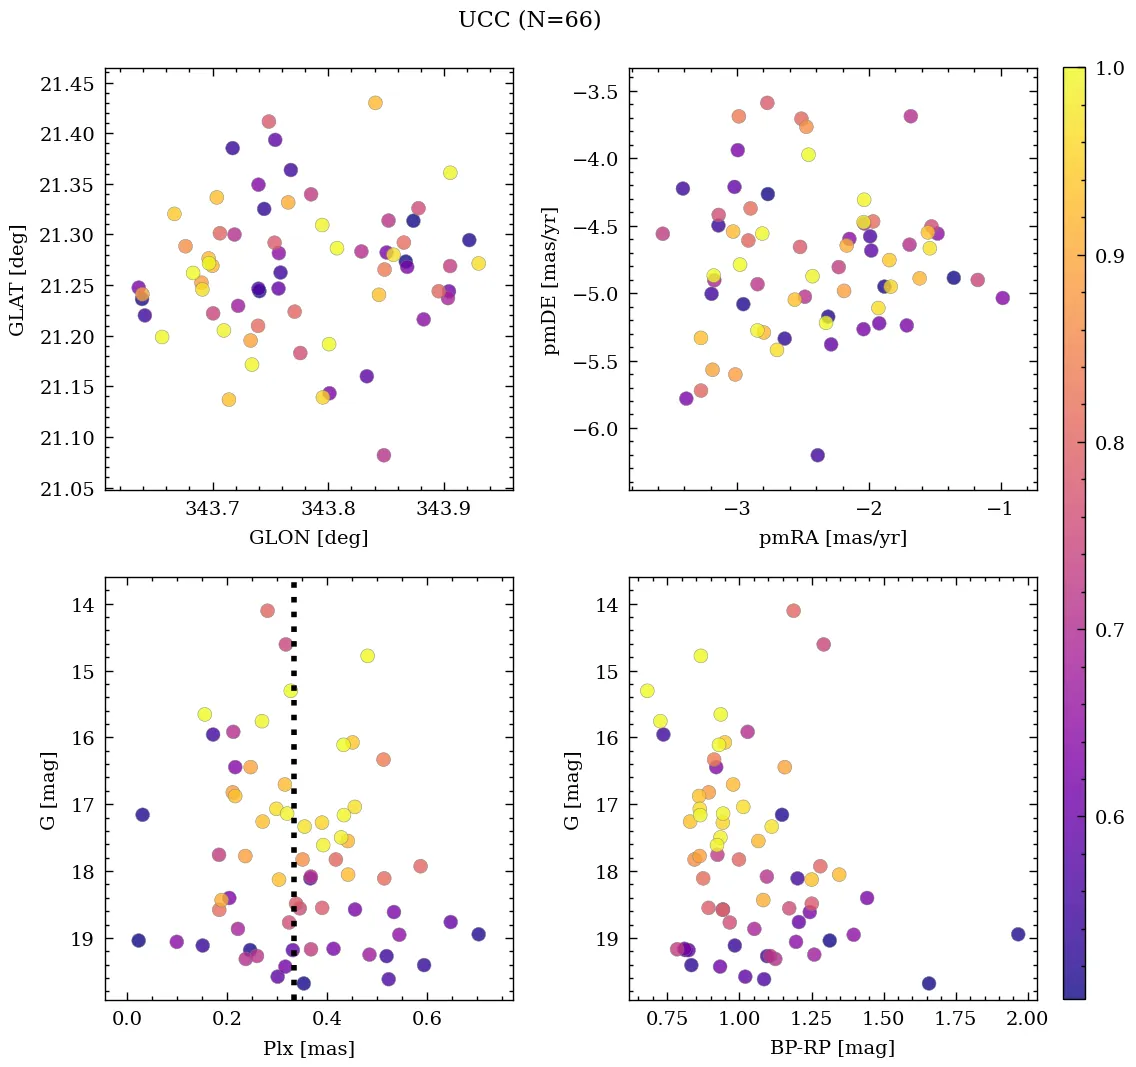 UCC (N=66)
21.45
21.40
21.35
21.30
21.25
21.20
21.15
21.10
21.05
GLAT [deg]
343.7 343.8 343.9
GLON [deg]
−3.5
−4.0
−4.5
−5.0
−5.5
−6.0
pmDE [mas/yr]
−3 −2 −1
pmRA [mas/yr]
14
15
16
17
18
19
G [mag]
0.0 0.2 0.4 0.6
Plx [mas]
14
15
16
17
18
19
G [mag]
0.75 1.00 1.25 1.50 1.75 2.00
BP-RP [mag]
1.0
0.9
0.8
0.7
0.6